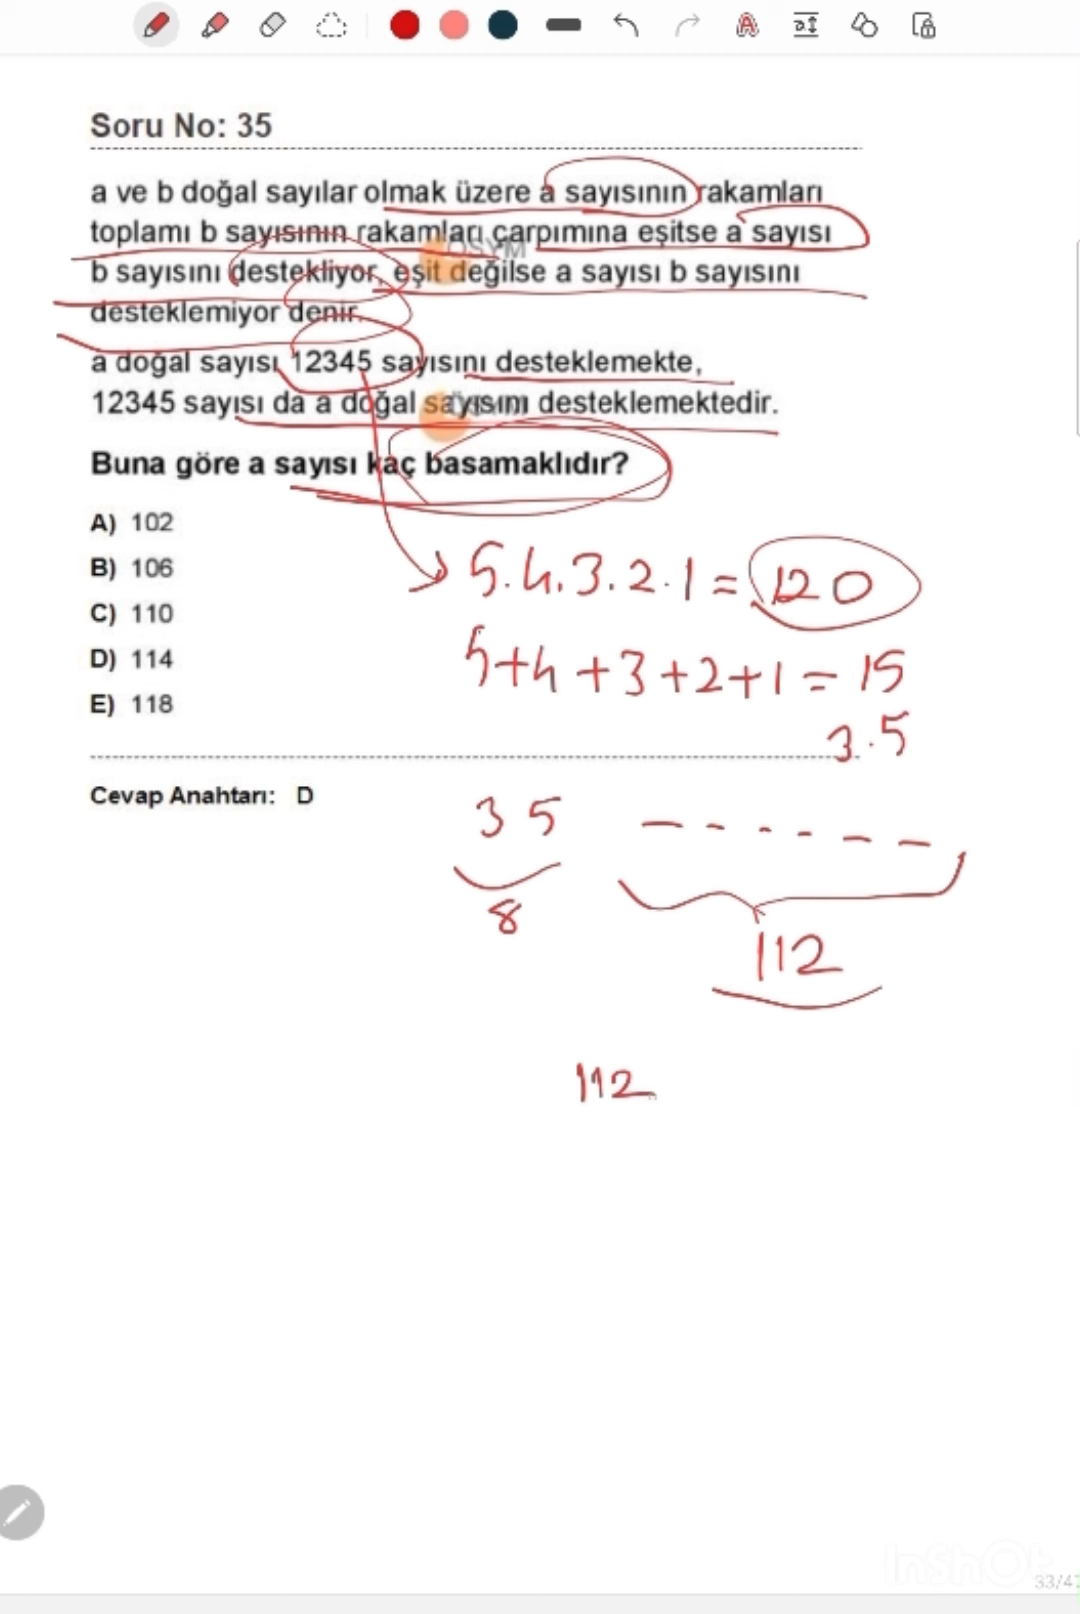 Soru No: 35
a ve b doğal sayılar olmak üzere a sayısının rakamları
toplamı b sayısının rakamları çarpımına eşitse a sayısı
b sayısını destekliyor, eşit değilse a sayısı b sayısını
desteklemiyor denir.
a doğal sayısı 12345 sayısını desteklemekte,
12345 sayısı da a doğal sayısını desteklemektedir.
Buna göre a sayısı kaç basamaklıdır?
A) 102
B) 106
C) 110
D) 114
E) 118
5.4.3.2.1=120
5+4+3+2+1=15
3.5
Cevap Anahtarı: D
35 ------
8
112
112
InShOt
33/47